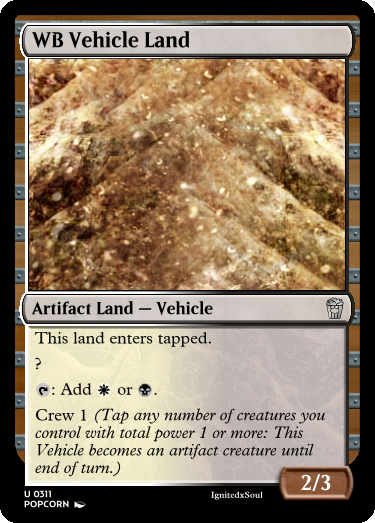 WB Vehicle Land
Artifact Land — Vehicle
This land enters tapped.
?
: Add or .
Crew 1 (Tap any number of creatures you
control with total power 1 or more: This
Vehicle becomes an artifact creature until
end of turn.)
2/3
U 0311
POPCORN
IgnitedxSoul